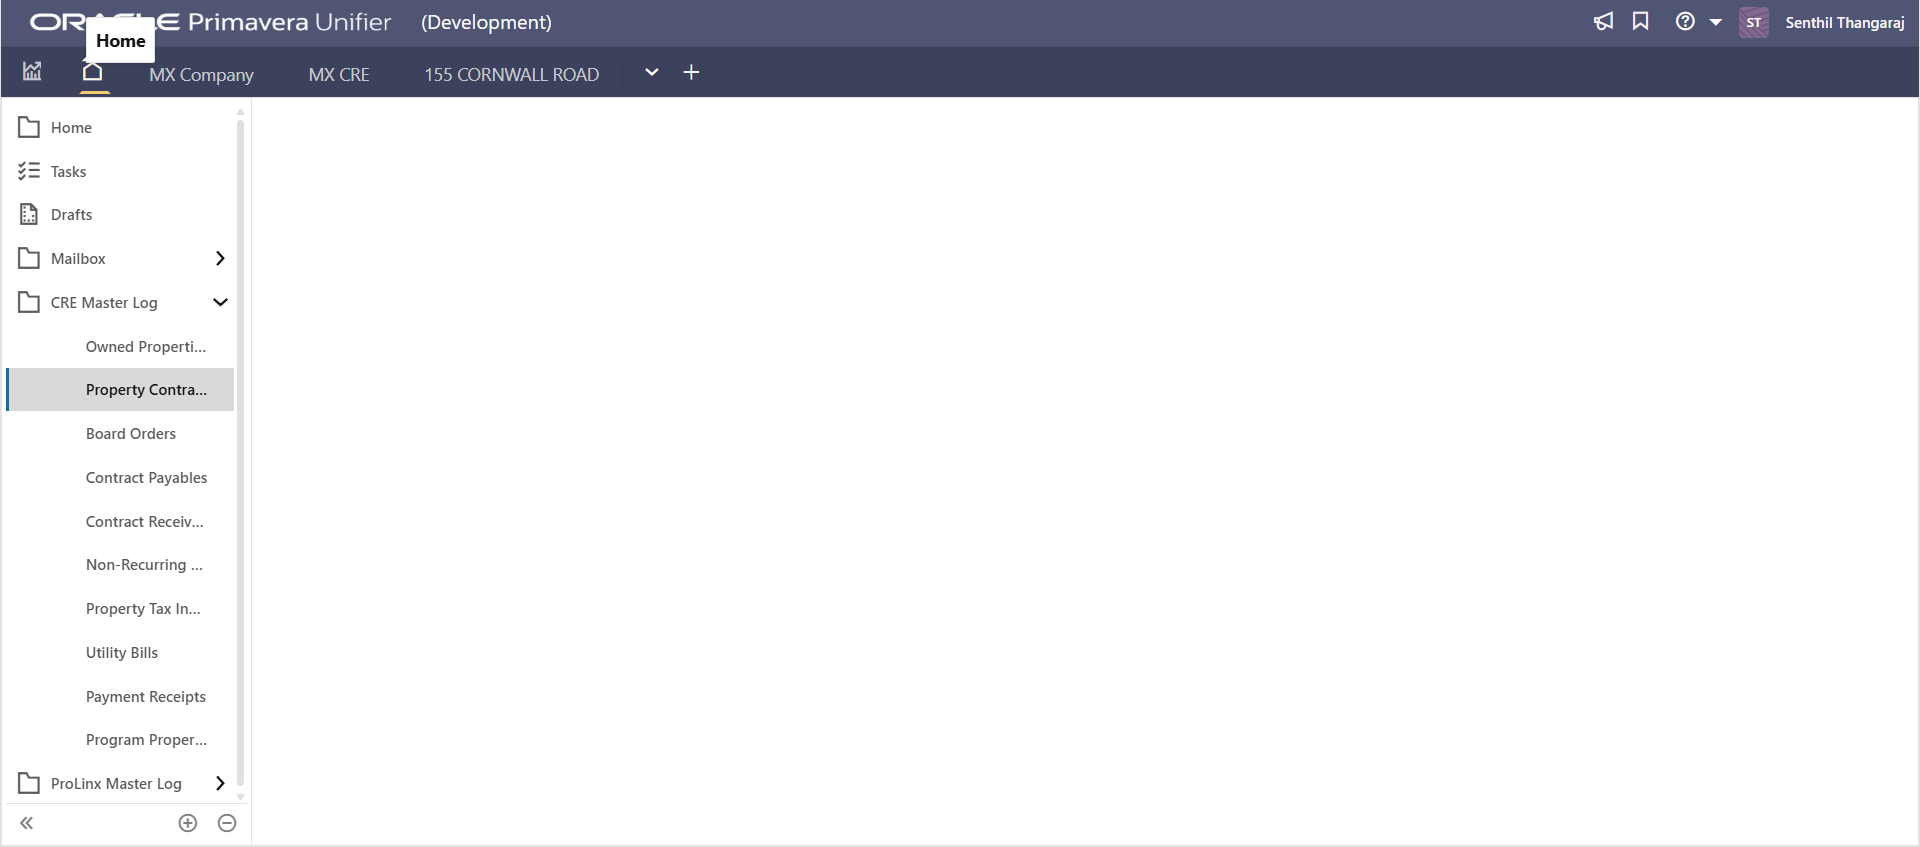 ORACLE Primavera Unifier (Development)
ST Senthil Thangaraj
Home
MX Company MX CRE 155 CORNWALL ROAD
Home
Tasks
Drafts
Mailbox
CRE Master Log
Owned Properti...
Property Contra...
Board Orders
Contract Payables
Contract Receiv...
Non-Recurring ...
Property Tax In...
Utility Bills
Payment Receipts
Program Proper...
ProLinx Master Log